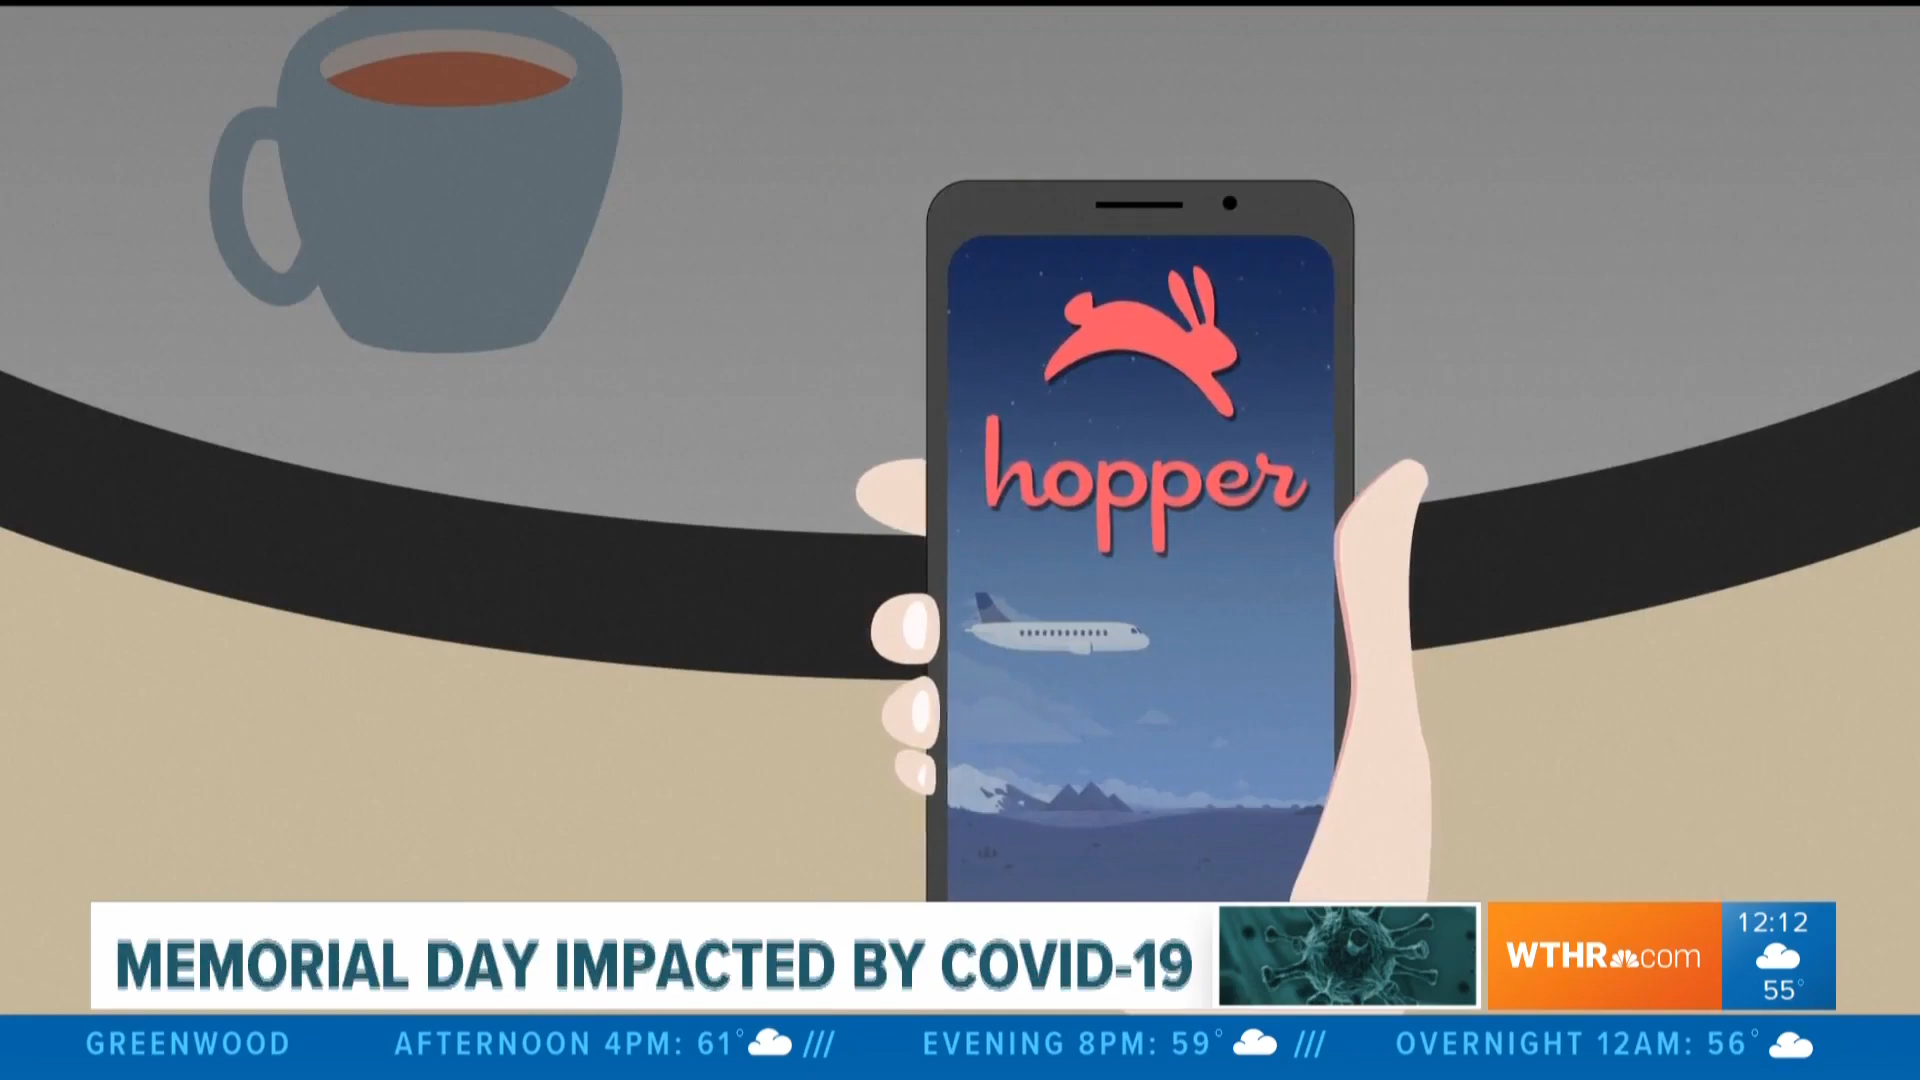 hopper
MEMORIAL DAY IMPACTED BY COVID-19
WTHR.com
12:12
55°
GREENWOOD AFTERNOON 4PM: 61° /// EVENING 8PM: 59° /// OVERNIGHT 12AM: 56°